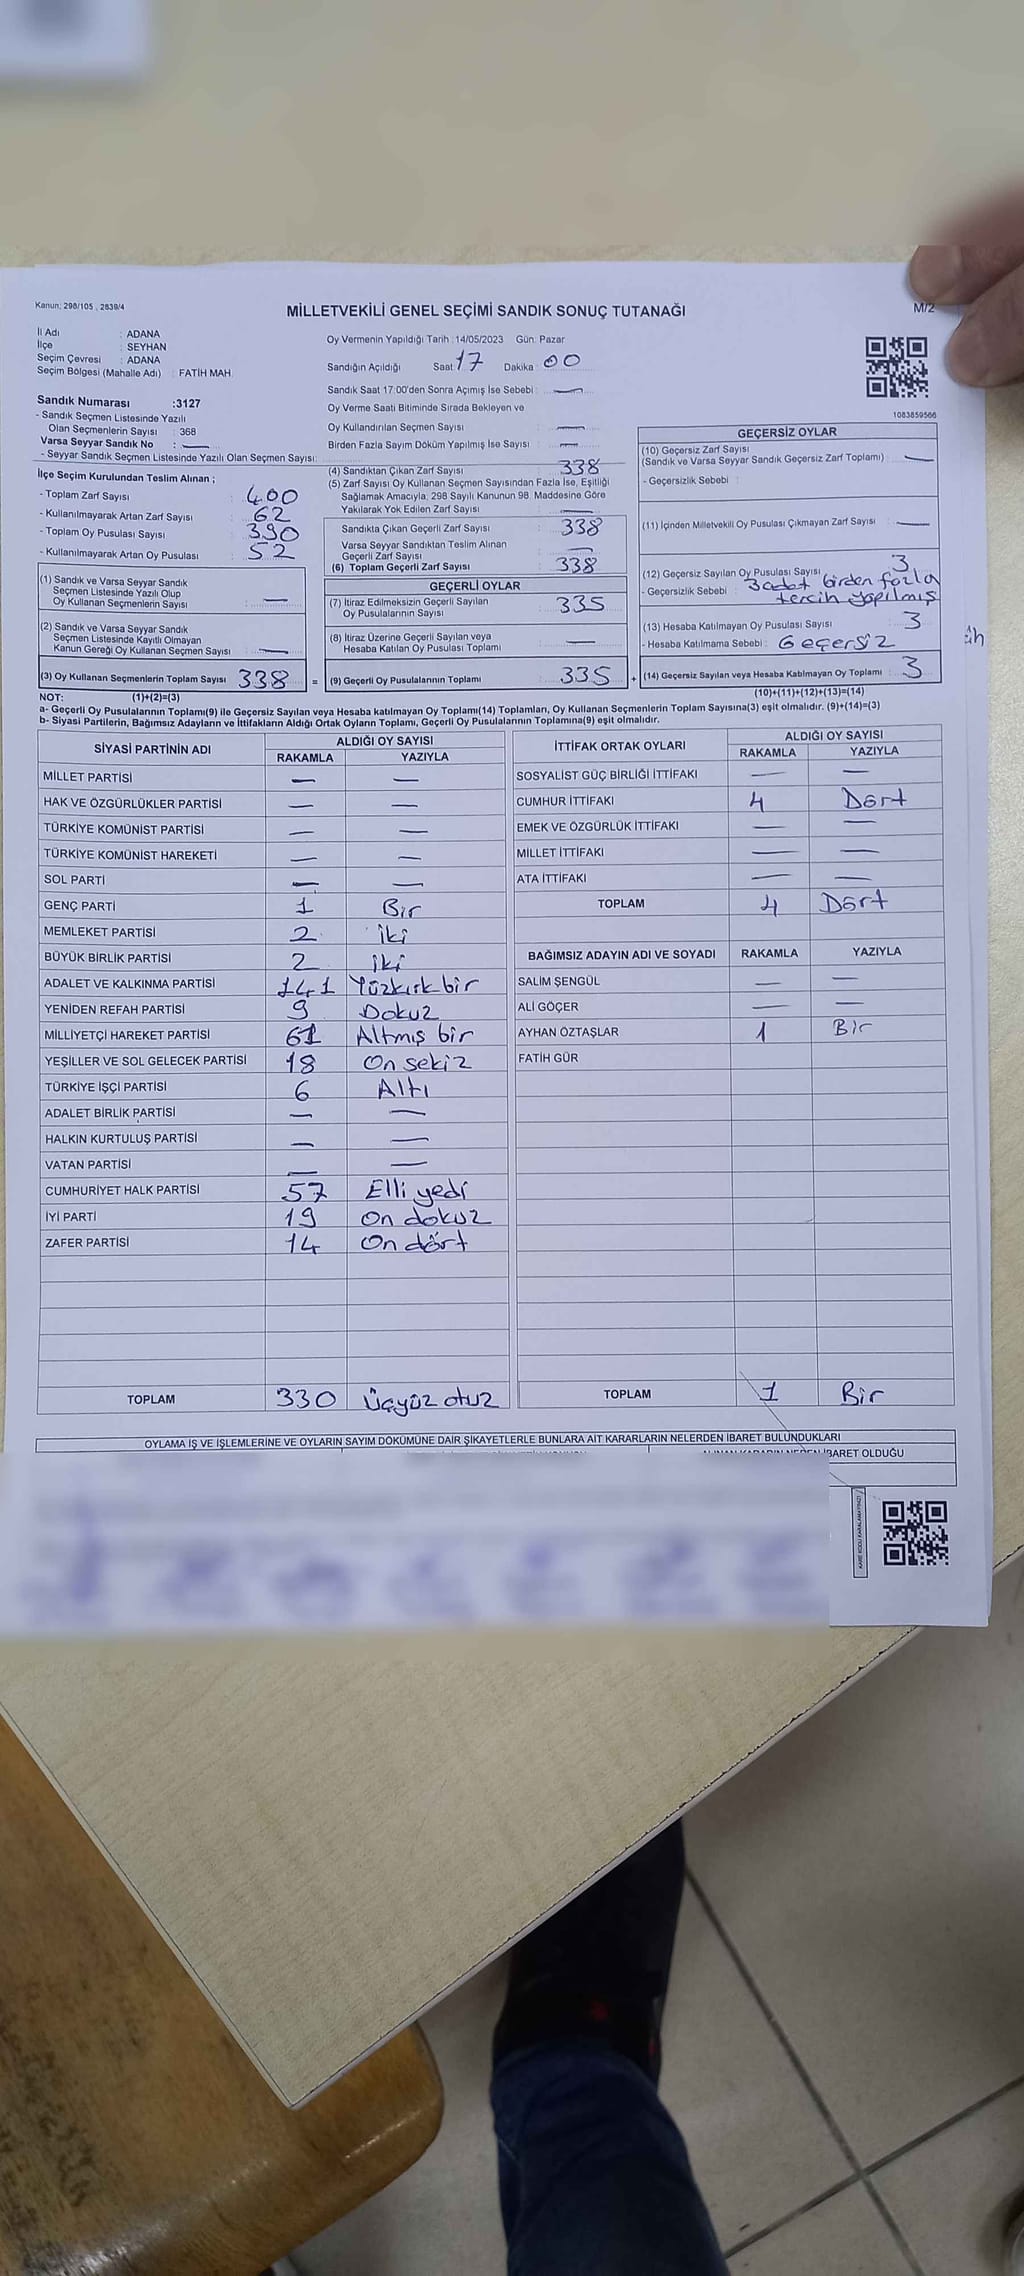 Kanun; 298/105 , 2839/4
MİLLETVEKİLİ GENEL SEÇİMİ SANDIK SONUÇ TUTANAĞI
M/2
İl Adı : ADANA
İlçe : SEYHAN
Seçim Çevresi : ADANA
Seçim Bölgesi (Mahalle Adı) : FATİH MAH.
Sandık Numarası :3127
- Sandık Seçmen Listesinde Yazılı
Olan Seçmenlerin Sayısı : 368
Varsa Seyyar Sandık No : —
- Seyyar Sandık Seçmen Listesinde Yazılı Olan Seçmen Sayısı:
İlçe Seçim Kurulundan Teslim Alınan ;
- Toplam Zarf Sayısı : 400
- Kullanılmayarak Artan Zarf Sayısı : 62
- Toplam Oy Pusulası Sayısı : 390
- Kullanılmayarak Artan Oy Pusulası : 52
(1) Sandık ve Varsa Seyyar Sandık
Seçmen Listesinde Yazılı Olup
Oy Kullanan Seçmenlerin Sayısı : —
(2) Sandık ve Varsa Seyyar Sandık
Seçmen Listesinde Kayıtlı Olmayan
Kanun Gereği Oy Kullanan Seçmen Sayısı : —
(3) Oy Kullanan Seçmenlerin Toplam Sayısı 338 =
Oy Vermenin Yapıldığı Tarih :14/05/2023 Gün: Pazar
Sandığın Açıldığı Saat: 17 Dakika : 00
Sandık Saat 17:00'den Sonra Açımış İse Sebebi : —
Oy Verme Saati Bitiminde Sırada Bekleyen ve
Oy Kullandırılan Seçmen Sayısı : —
Birden Fazla Sayım Döküm Yapılmış İse Sayısı : —
(4) Sandıktan Çıkan Zarf Sayısı : 338
(5) Zarf Sayısı Oy Kullanan Seçmen Sayısından Fazla İse, Eşitliği
Sağlamak Amacıyla; 298 Sayılı Kanunun 98. Maddesine Göre
Yakılarak Yok Edilen Zarf Sayısı : —
Sandıkta Çıkan Geçerli Zarf Sayısı : 338
Varsa Seyyar Sandıktan Teslim Alınan
Geçerli Zarf Sayısı : —
(6) Toplam Geçerli Zarf Sayısı : 338
GEÇERLİ OYLAR
(7) İtiraz Edilmeksizin Geçerli Sayılan
Oy Pusulalarının Sayısı : 335
(8) İtiraz Üzerine Geçerli Sayılan veya
Hesaba Katılan Oy Pusulası Toplamı : —
(9) Geçerli Oy Pusulalarının Toplamı : 335 +
1083859566
GEÇERSİZ OYLAR
(10) Geçersiz Zarf Sayısı
(Sandık ve Varsa Seyyar Sandık Geçersiz Zarf Toplamı) : —
- Geçersizlik Sebebi :
(11) İçinden Milletvekili Oy Pusulası Çıkmayan Zarf Sayısı : —
(12) Geçersiz Sayılan Oy Pusulası Sayısı : 3
- Geçersizlik Sebebi : 3 adet birden fazla
tercih yapılmış
(13) Hesaba Katılmayan Oy Pusulası Sayısı : 3
- Hesaba Katılmama Sebebi : Geçersiz
(14) Geçersiz Sayılan veya Hesaba Katılmayan Oy Toplamı : 3
NOT: (1)+(2)=(3)
(10)+(11)+(12)+(13)=(14)
a- Geçerli Oy Pusulalarının Toplamı(9) ile Geçersiz Sayılan veya Hesaba katılmayan Oy Toplamı(14) Toplamları, Oy Kullanan Seçmenlerin Toplam Sayısına(3) eşit olmalıdır. (9)+(14)=(3)
b- Siyasi Partilerin, Bağımsız Adayların ve İttifakların Aldığı Ortak Oyların Toplamı, Geçerli Oy Pusulalarının Toplamına(9) eşit olmalıdır.
SİYASİ PARTİNİN ADI ALDIĞI OY SAYISI
RAKAMLA YAZIYLA
MİLLET PARTİSİ — —
HAK VE ÖZGÜRLÜKLER PARTİSİ — —
TÜRKİYE KOMÜNİST PARTİSİ — —
TÜRKİYE KOMÜNİST HAREKETİ — —
SOL PARTİ — —
GENÇ PARTİ 1 Bir
MEMLEKET PARTİSİ 2 İki
BÜYÜK BİRLİK PARTİSİ 2 İki
ADALET VE KALKINMA PARTİSİ 141 Yüzkırk bir
YENİDEN REFAH PARTİSİ 9 Dokuz
MİLLİYETÇİ HAREKET PARTİSİ 61 Altmış bir
YEŞİLLER VE SOL GELECEK PARTİSİ 18 On sekiz
TÜRKİYE İŞÇİ PARTİSİ 6 Altı
ADALET BİRLİK PARTİSİ — —
HALKIN KURTULUŞ PARTİSİ — —
VATAN PARTİSİ — —
CUMHURİYET HALK PARTİSİ 57 Elli yedi
İYİ PARTİ 19 On dokuz
ZAFER PARTİSİ 14 On dört
TOPLAM 330 Üçyüz otuz
İTTİFAK ORTAK OYLARI ALDIĞI OY SAYISI
RAKAMLA YAZIYLA
SOSYALİST GÜÇ BİRLİĞİ İTTİFAKI — —
CUMHUR İTTİFAKI 4 Dört
EMEK VE ÖZGÜRLÜK İTTİFAKI — —
MİLLET İTTİFAKI — —
ATA İTTİFAKI — —
TOPLAM 4 Dört
BAĞIMSIZ ADAYIN ADI VE SOYADI RAKAMLA YAZIYLA
SALİM ŞENGÜL — —
ALİ GÖÇER — —
AYHAN ÖZTAŞLAR 1 Bir
FATİH GÜR
TOPLAM 1 Bir
OYLAMA İŞ VE İŞLEMLERİNE VE OYLARIN SAYIM DÖKÜMÜNE DAİR ŞİKAYETLERLE BUNLARA AİT KARARLARIN NELERDEN İBARET BULUNDUKLARI
ALINAN KARARIN NEDEN İBARET OLDUĞU
KARE KODU KARALAMAYINIZ!